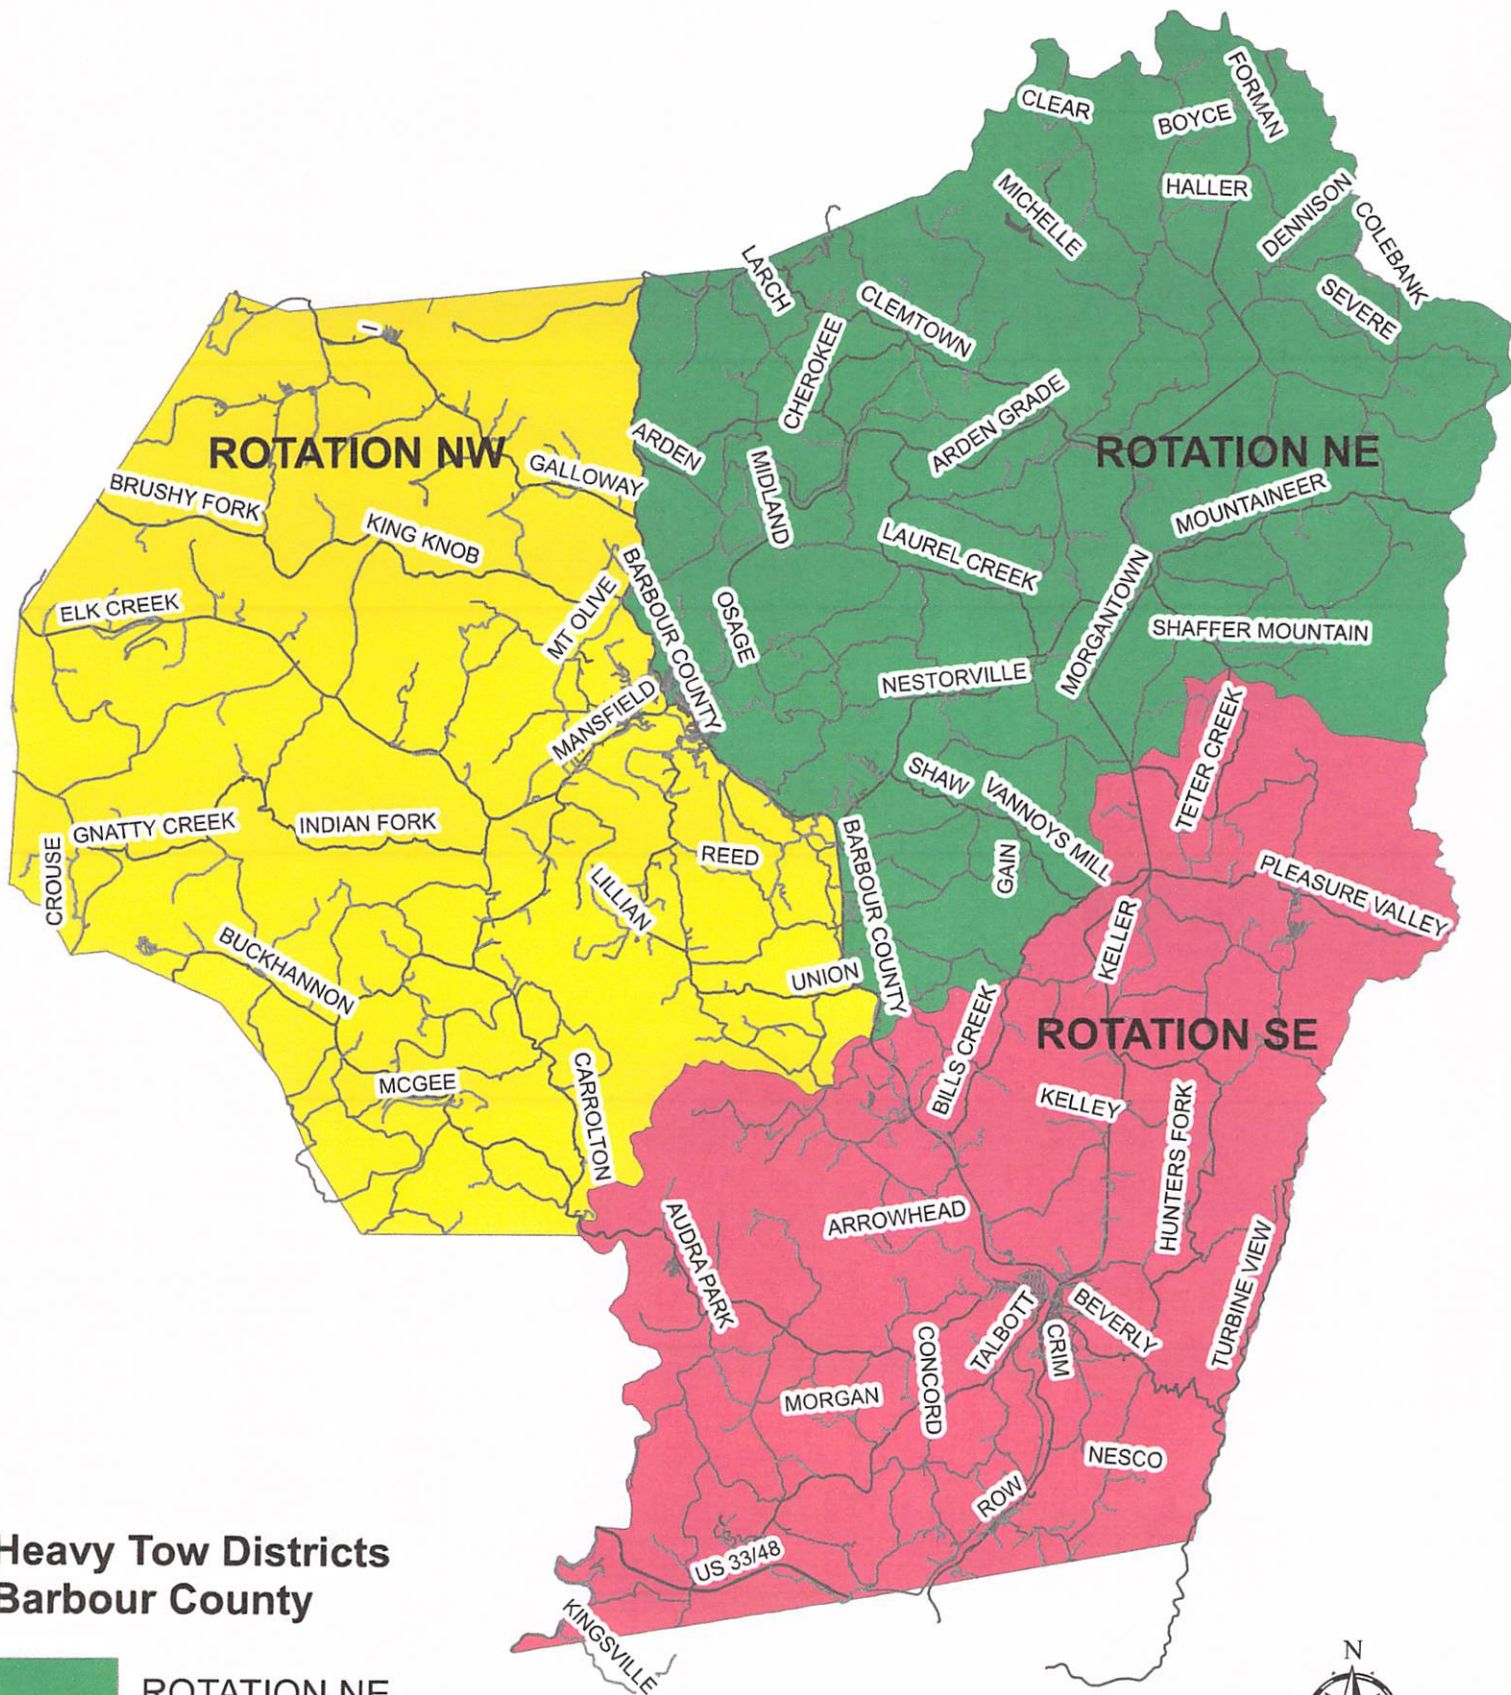 FORMAN
CLEAR
BOYCE
HALLER
MICHELLE
DENNISON
COLEBANK
LARCH
SEVERE
CLEMTOWN
I
CHEROKEE
ARDEN GRADE
ROTATION NW
ARDEN
ROTATION NE
GALLOWAY
MIDLAND
BRUSHY FORK
MOUNTAINEER
KING KNOB
LAUREL CREEK
BARBOUR COUNTY
MORGANTOWN
ELK CREEK
MT OLIVE
OSAGE
SHAFFER MOUNTAIN
NESTORVILLE
MANSFIELD
TETER CREEK
SHAW
VANNOYS MILL
GNATTY CREEK
INDIAN FORK
BARBOUR COUNTY
REED
GAIN
CROUSE
LILLIAN
PLEASURE VALLEY
KELLER
BUCKHANNON
UNION
BILLS CREEK
ROTATION SE
MCGEE
CARROLTON
KELLEY
HUNTERS FORK
ARROWHEAD
AUDRA PARK
TURBINE VIEW
BEVERLY
TALBOTT
CRIM
CONCORD
MORGAN
NESCO
ROW
US 33/48
Heavy Tow Districts
Barbour County
KINGSVILLE
ROTATION NE
N